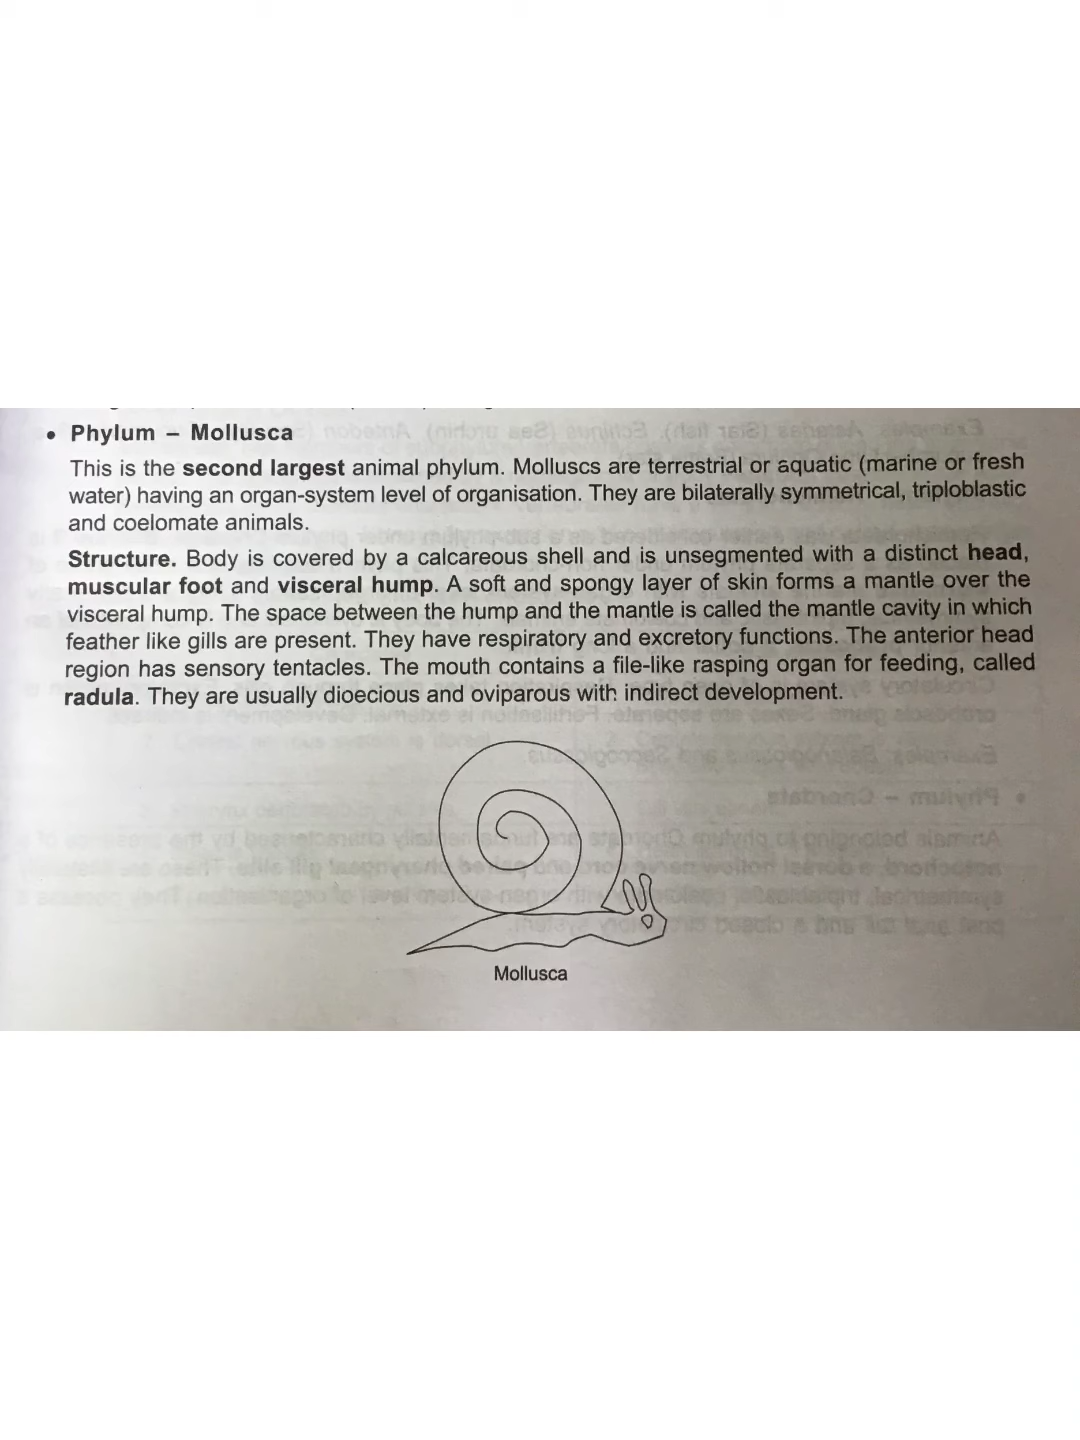 • Phylum – Mollusca
This is the second largest animal phylum. Molluscs are terrestrial or aquatic (marine or fresh
water) having an organ-system level of organisation. They are bilaterally symmetrical, triploblastic
and coelomate animals.
Structure. Body is covered by a calcareous shell and is unsegmented with a distinct head,
muscular foot and visceral hump. A soft and spongy layer of skin forms a mantle over the
visceral hump. The space between the hump and the mantle is called the mantle cavity in which
feather like gills are present. They have respiratory and excretory functions. The anterior head
region has sensory tentacles. The mouth contains a file-like rasping organ for feeding, called
radula. They are usually dioecious and oviparous with indirect development.
Mollusca